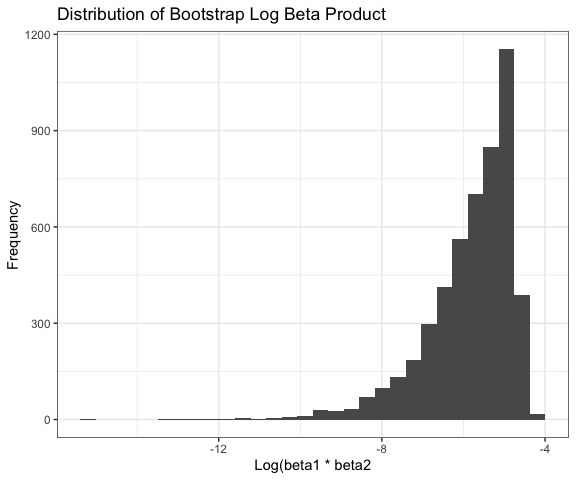 Distribution of Bootstrap Log Beta Product
1200
900
600
300
0
Frequency
-12
-8
-4
Log(beta1 * beta2